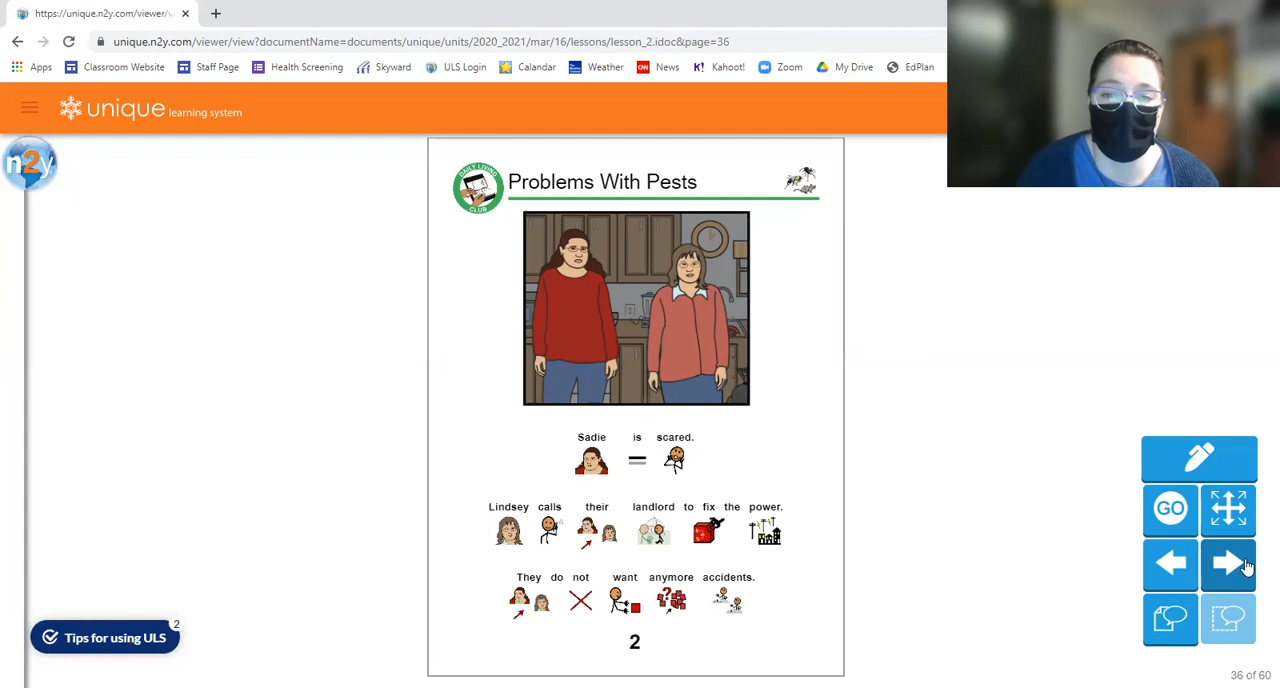 https://unique.n2y.com/viewer/v
unique.n2y.com/viewer/view?documentName=documents/unique/units/2020_2021/mar/16/lessons/lesson_2.idoc&page=36
Apps Classroom Website Staff Page Health Screening Skyward ULS Login Calandar Weather News Kahoot! Zoom My Drive EdPlan
unique learning system
n2y
DAILY LIVING
CLUB
Problems With Pests
Sadie is scared.
Lindsey calls their landlord to fix the power.
They do not want anymore accidents.
2
GO
Tips for using ULS
2
36 of 60